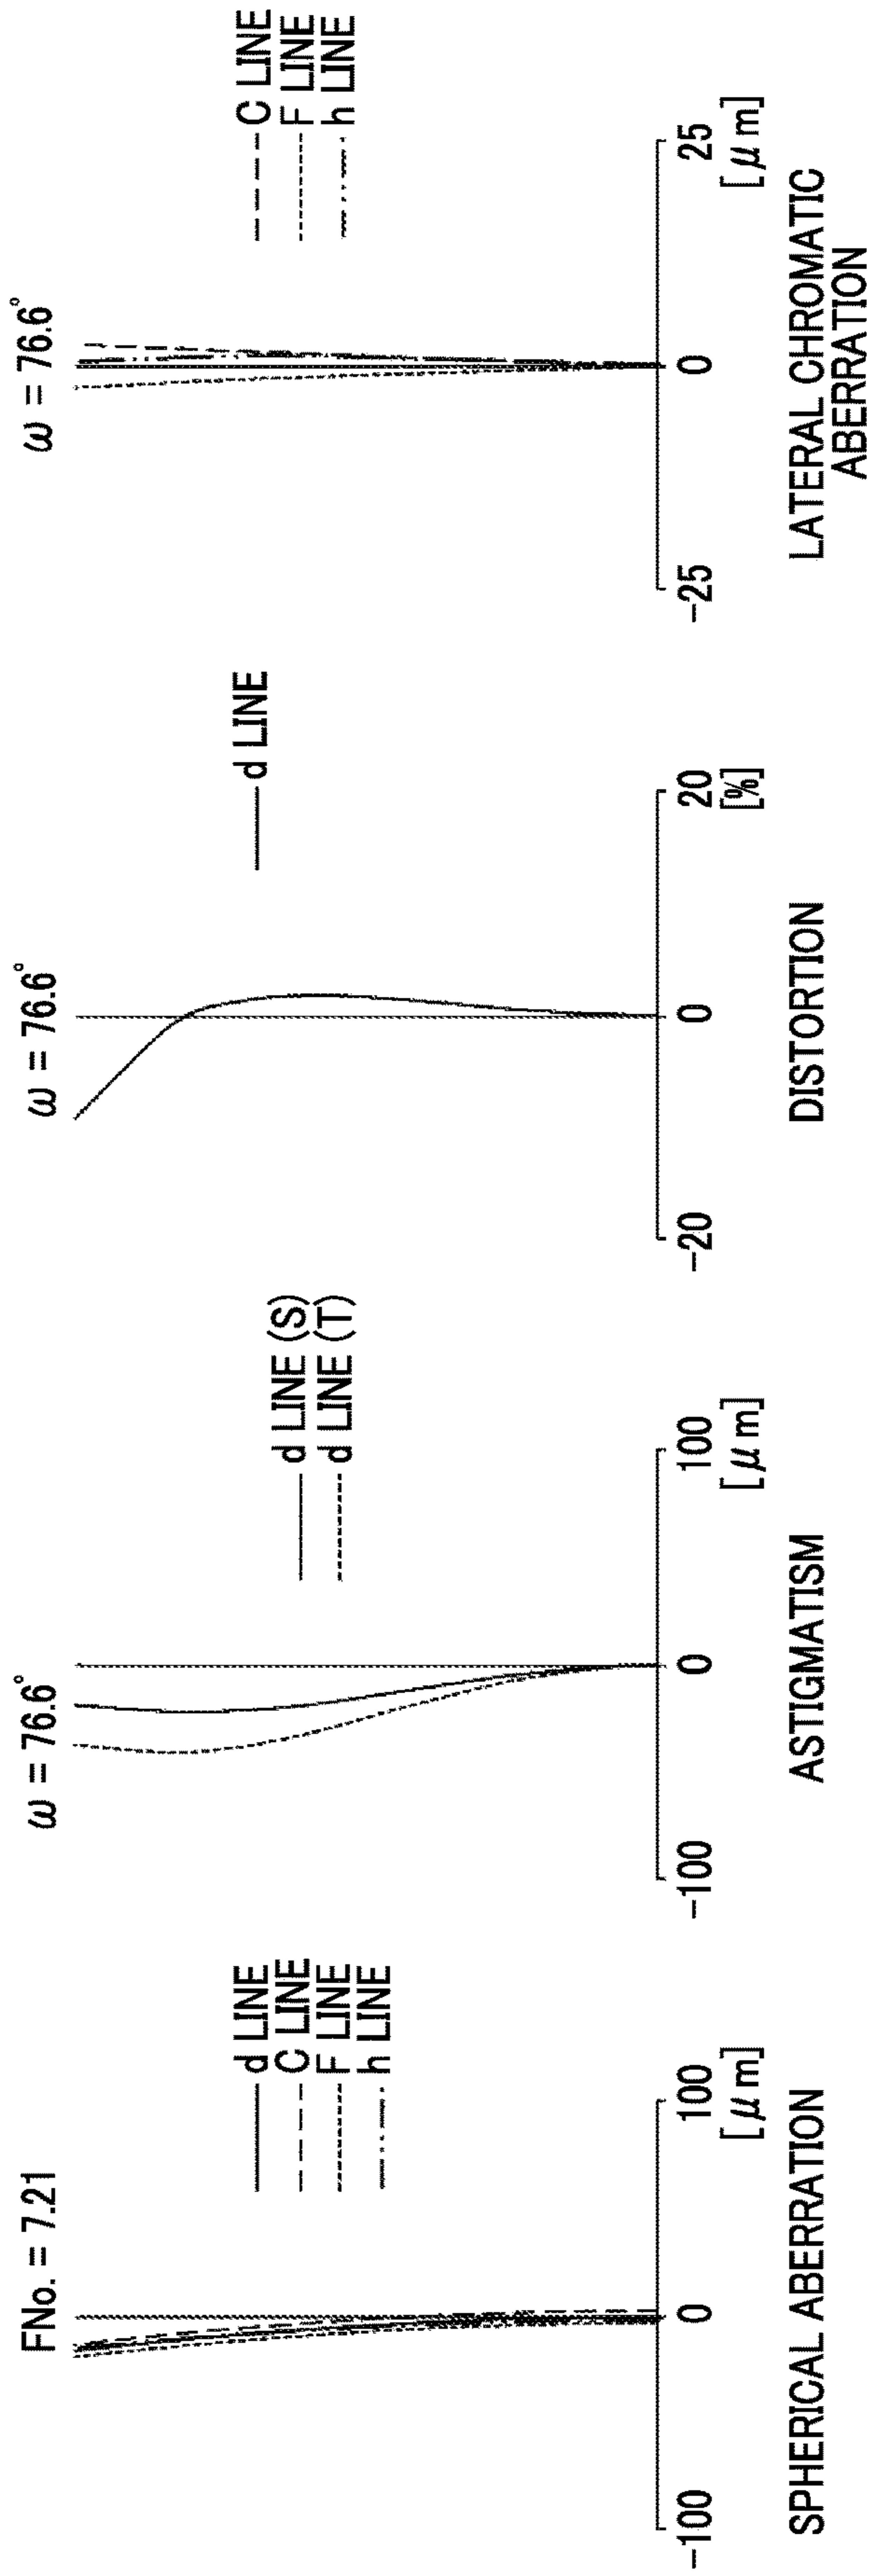 FNo. = 7.21
d LINE
C LINE
F LINE
h LINE
−100
0
100
[μm]
SPHERICAL ABERRATION
ω = 76.6°
d LINE (S)
d LINE (T)
−100
0
100
[μm]
ASTIGMATISM
ω = 76.6°
d LINE
−20
0
20
[%]
DISTORTION
ω = 76.6°
C LINE
F LINE
h LINE
−25
0
25
[μm]
LATERAL CHROMATIC
ABERRATION